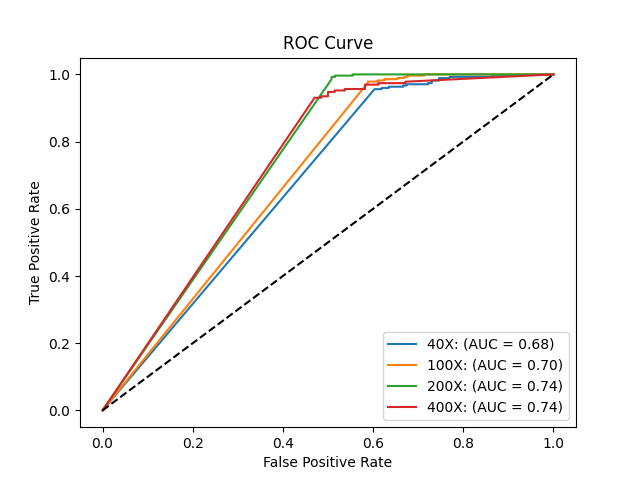 ROC Curve
True Positive Rate
1.0
0.8
0.6
0.4
0.2
0.0
0.0 0.2 0.4 0.6 0.8 1.0
False Positive Rate
40X: (AUC = 0.68)
100X: (AUC = 0.70)
200X: (AUC = 0.74)
400X: (AUC = 0.74)